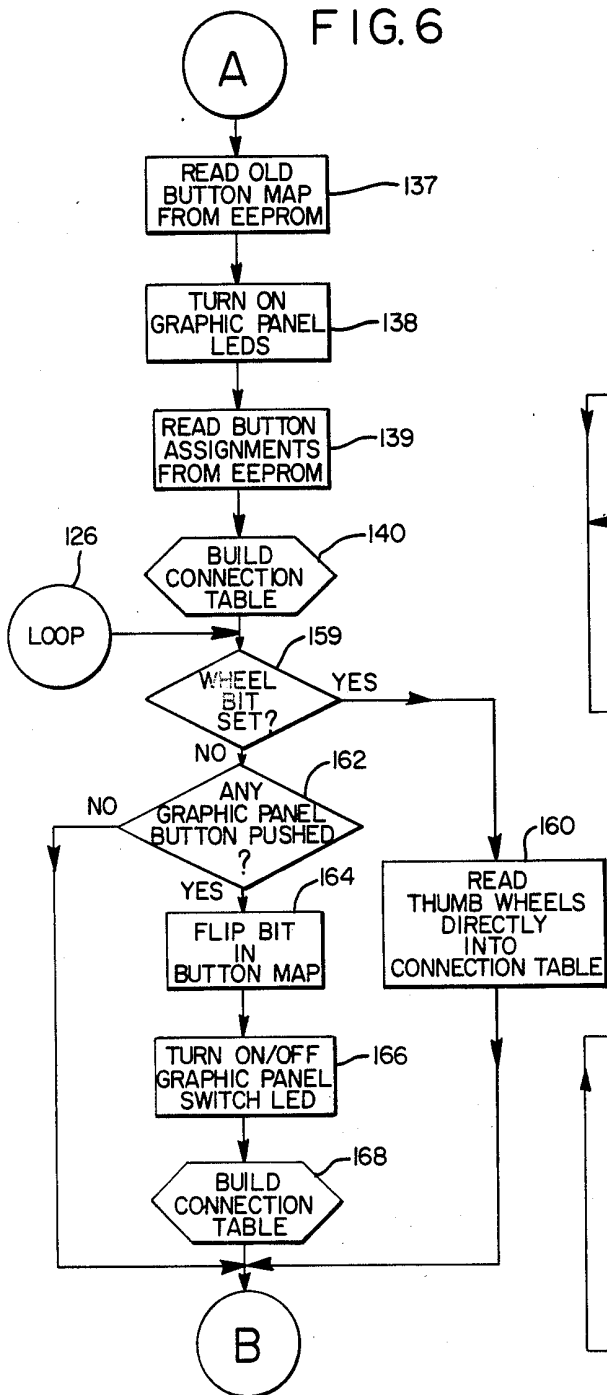 FIG. 6
A
READ OLD
BUTTON MAP
FROM EEPROM
137
TURN ON
GRAPHIC PANEL
LEDS
138
READ BUTTON
ASSIGNMENTS
FROM EEPROM
139
126
BUILD
CONNECTION
TABLE
140
LOOP
159
WHEEL
BIT
SET?
YES
NO
162
NO
ANY
GRAPHIC PANEL
BUTTON PUSHED
?
YES
164
160
FLIP BIT
IN
BUTTON MAP
READ
THUMB WHEELS
DIRECTLY
INTO
CONNECTION TABLE
TURN ON/OFF
GRAPHIC PANEL
SWITCH LED
166
168
BUILD
CONNECTION
TABLE
B